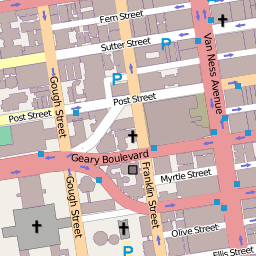 Fern Street
Sutter Street
Van Ness Avenue
P
P
Gough Street
Post Street
Post Street
Geary Boulevard
Gough Street
Franklin Street
Myrtle Street
Olive Street
P
Ellis Street